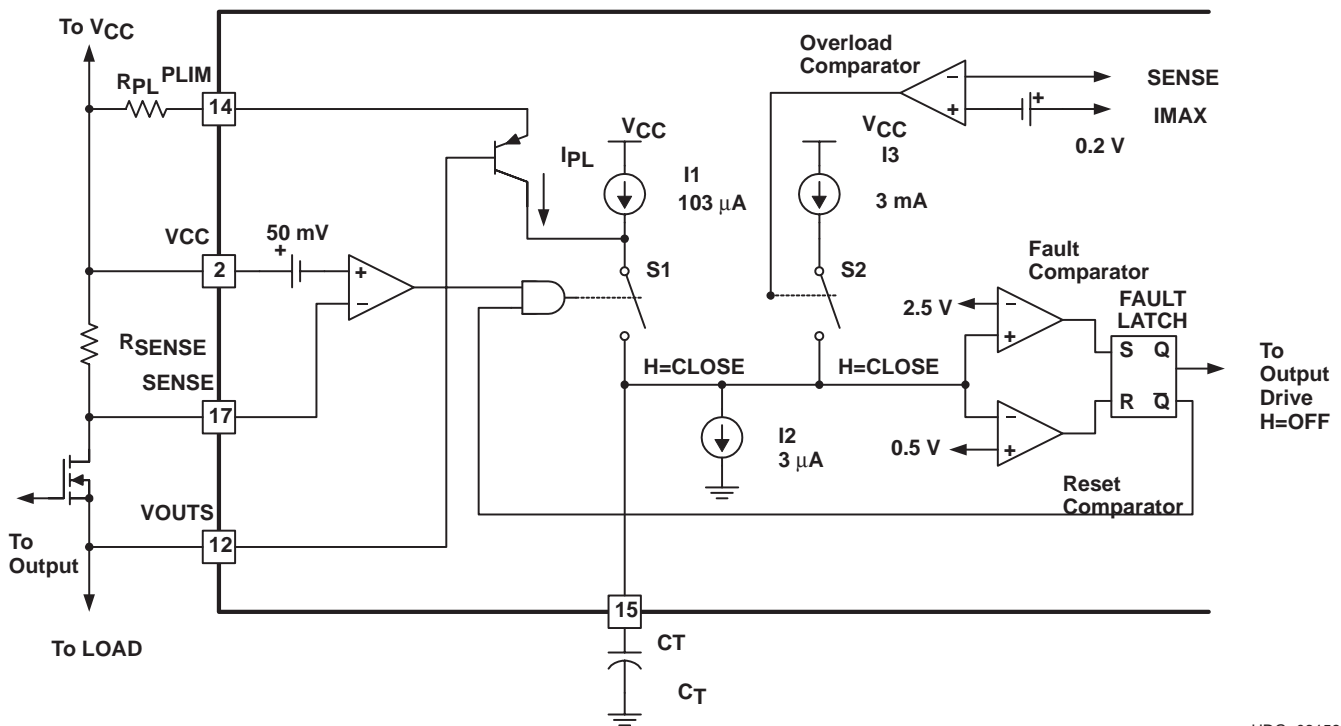 To VCC
RPL
PLIM
14
Overload
Comparator
SENSE
IMAX
0.2 V
VCC
I1
103 μA
IPL
VCC
I3
3 mA
VCC
2
50 mV
+
+
−
S1
S2
Fault
Comparator
2.5 V
FAULT
LATCH
S Q
R Q̅
To
Output
Drive
H=OFF
RSENSE
SENSE
17
H=CLOSE
H=CLOSE
I2
3 μA
0.5 V
Reset
Comparator
VOUTS
12
To
Output
To LOAD
15
CT
CT